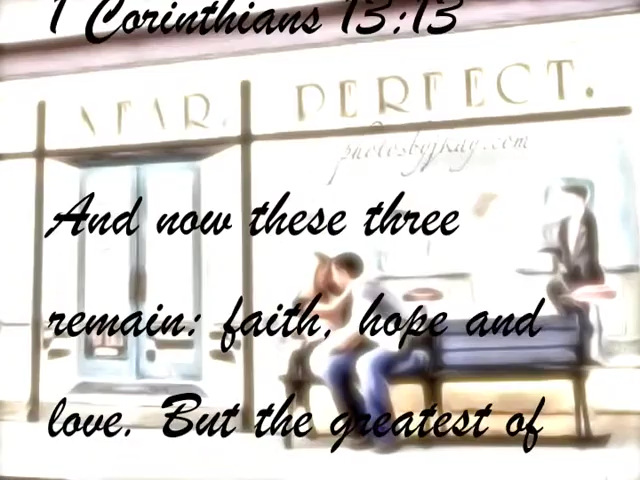 1 Corinthians 13:13
PERFECT.
photosbyjkay.com
And now these three
remain: faith, hope and
love. But the greatest of